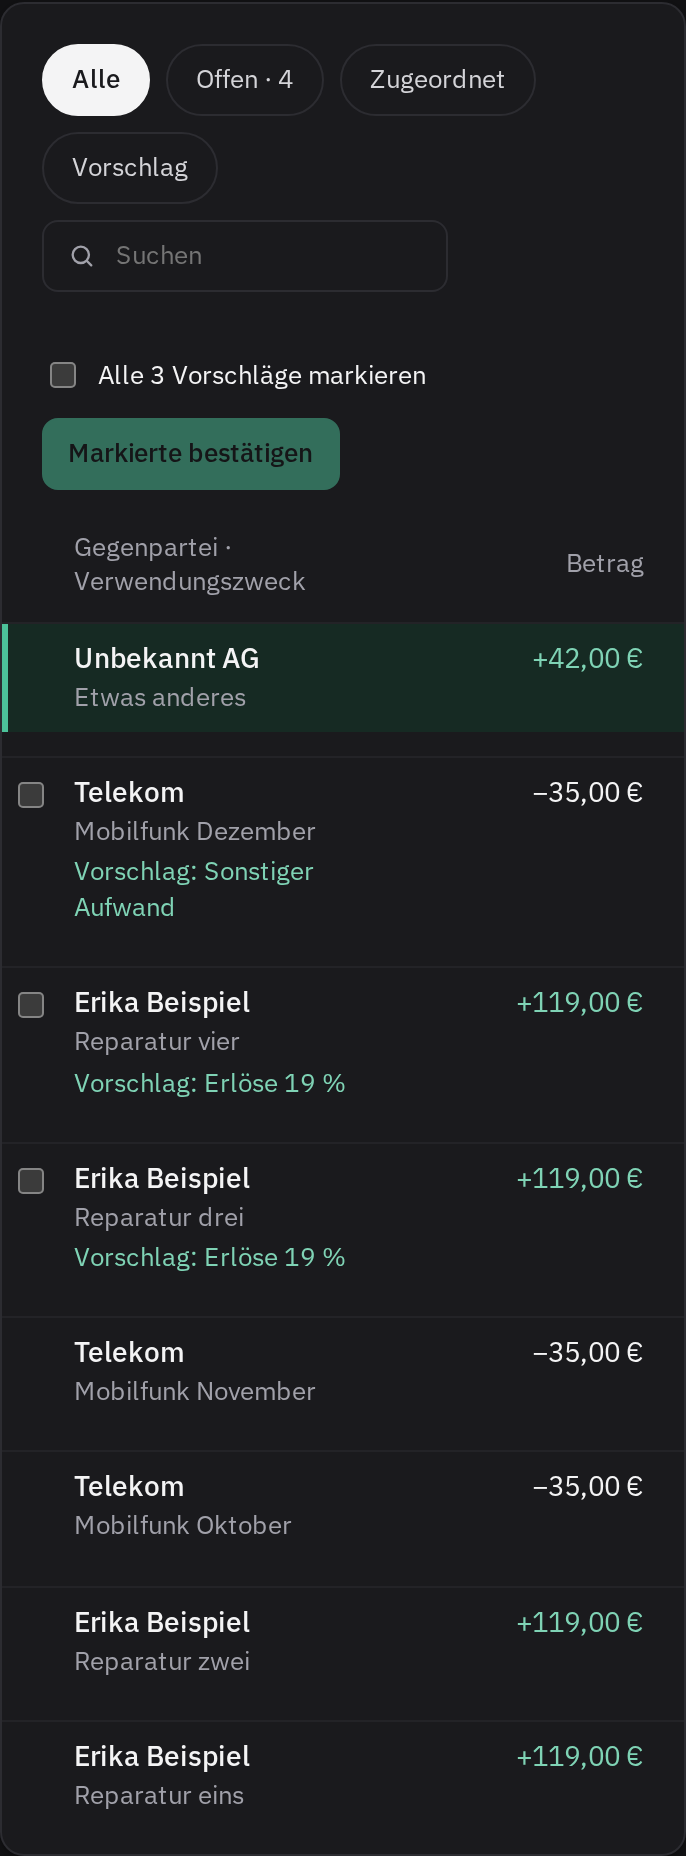 Alle
Offen · 4
Zugeordnet
Vorschlag
Suchen
Alle 3 Vorschläge markieren
Markierte bestätigen
Gegenpartei ·
Verwendungszweck
Betrag
Unbekannt AG
+42,00 €
Etwas anderes
Telekom
−35,00 €
Mobilfunk Dezember
Vorschlag: Sonstiger
Aufwand
Erika Beispiel
+119,00 €
Reparatur vier
Vorschlag: Erlöse 19 %
Erika Beispiel
+119,00 €
Reparatur drei
Vorschlag: Erlöse 19 %
Telekom
−35,00 €
Mobilfunk November
Telekom
−35,00 €
Mobilfunk Oktober
Erika Beispiel
+119,00 €
Reparatur zwei
Erika Beispiel
+119,00 €
Reparatur eins